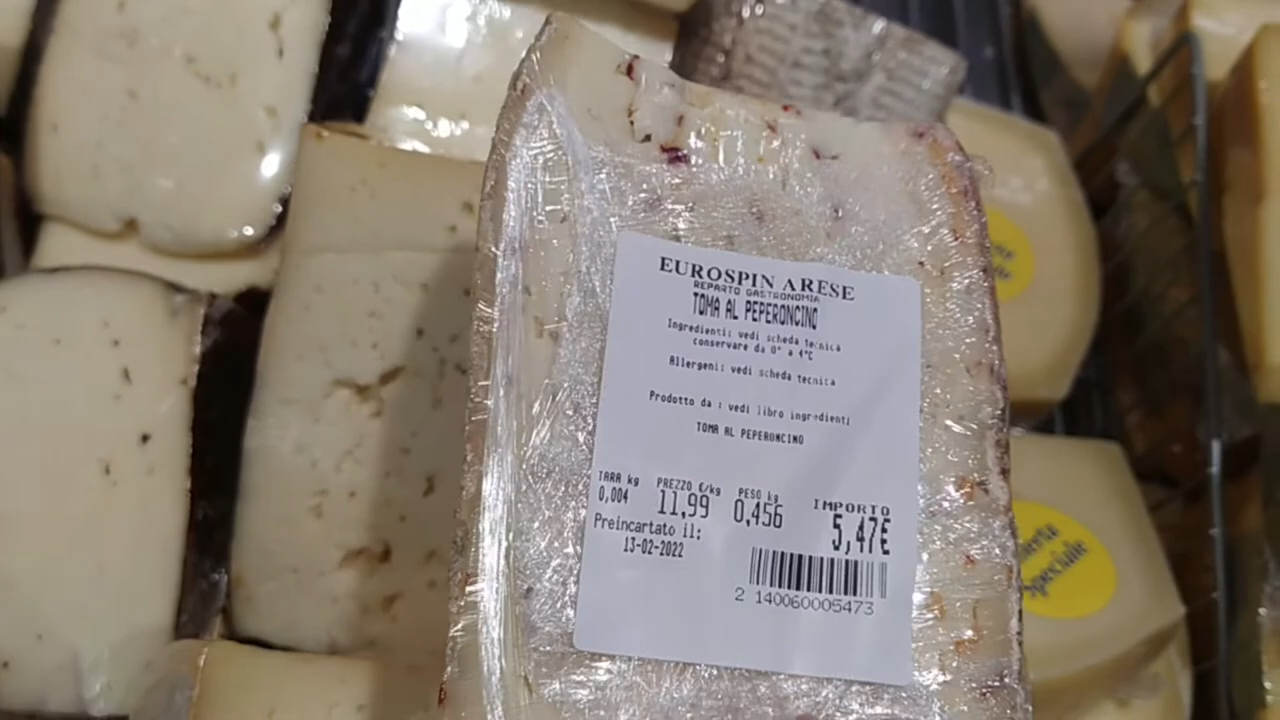 EUROSPIN ARESE
REPARTO GASTRONOMIA
TOMA AL PEPERONCINO
Ingredienti: vedi scheda tecnica
conservare da 0° a 4°C
Allergeni: vedi scheda tecnica
Prodotto da : vedi libro ingredienti
TOMA AL PEPERONCINO
TARA kg PREZZO €/kg PESO kg IMPORTO
0,004 11,99 0,456 5,47€
Preincartato il:
13-02-2022
2 140060005473
Speciale